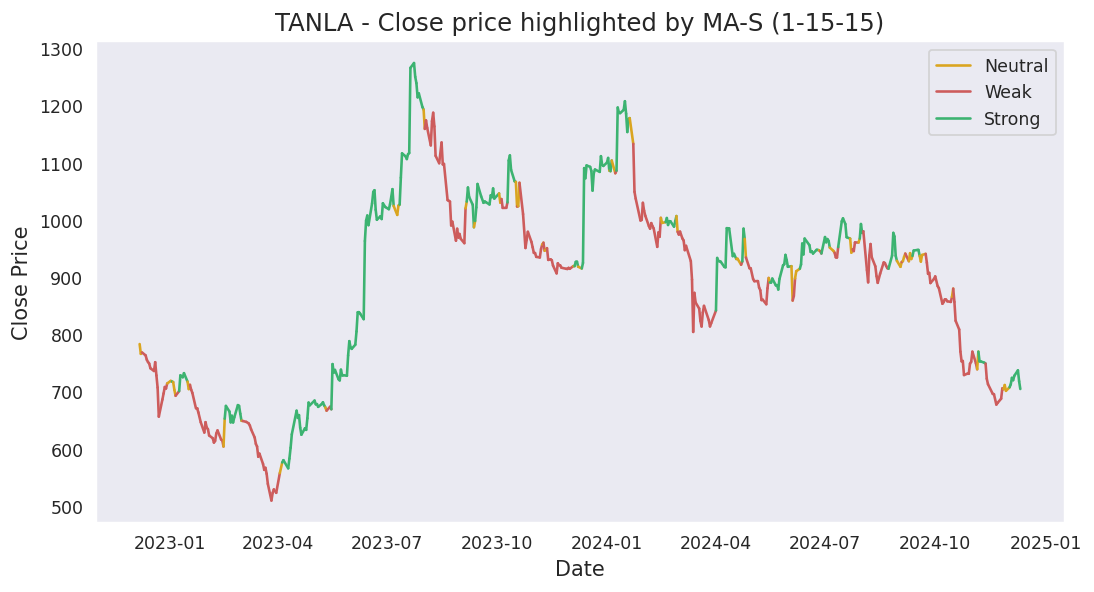 TANLA - Close price highlighted by MA-S (1-15-15)
Neutral
Weak
Strong
Close Price
1300
1200
1100
1000
900
800
700
600
500
2023-01 2023-04 2023-07 2023-10 2024-01 2024-04 2024-07 2024-10 2025-01
Date